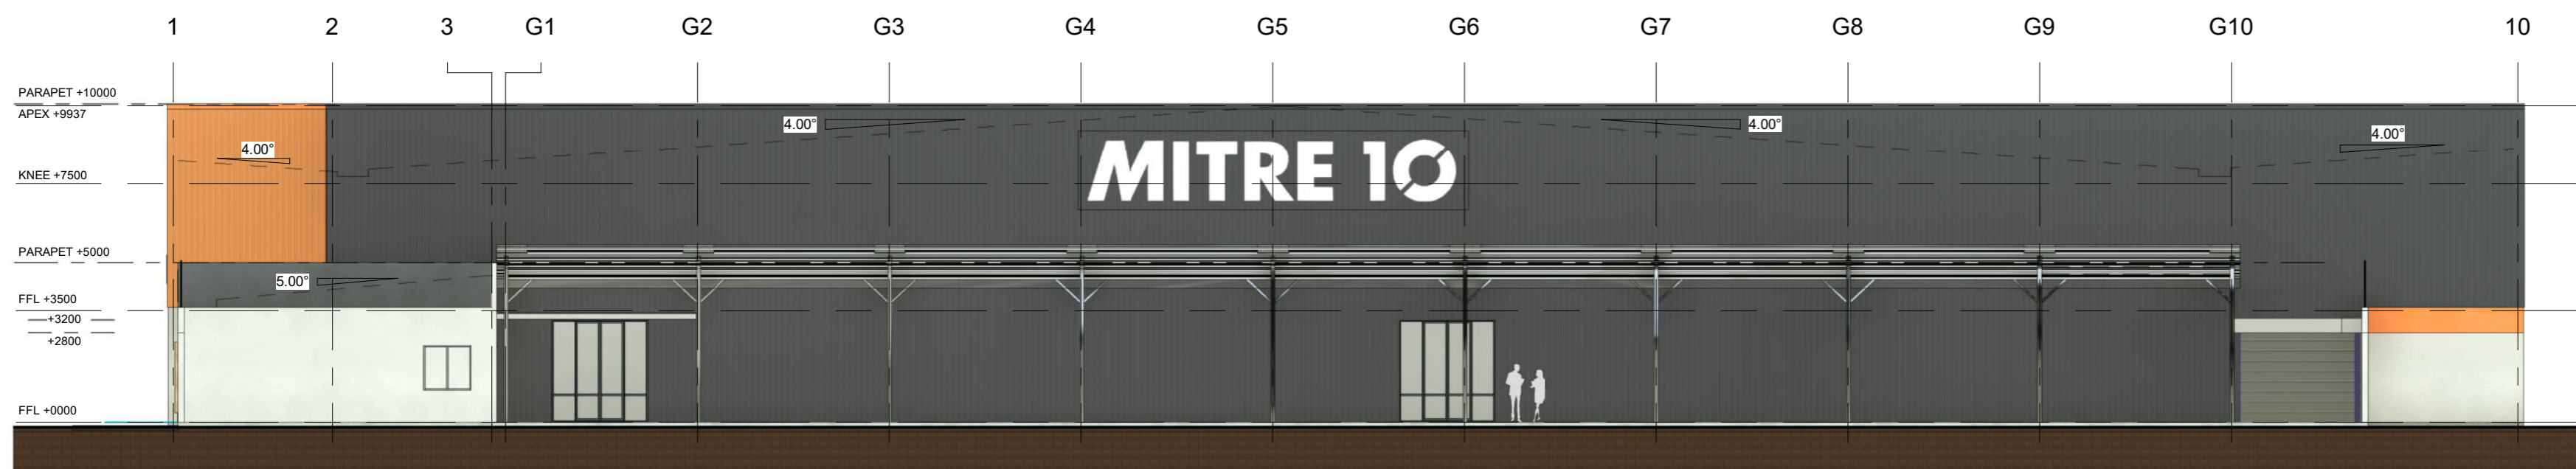 1 2 3 G1 G2 G3 G4 G5 G6 G7 G8 G9 G10 10
PARAPET +10000
APEX +9937
4.00° 4.00° 4.00° 4.00°
KNEE +7500
MITRE 10
PARAPET +5000
5.00°
FFL +3500
+3200
+2800
FFL +0000